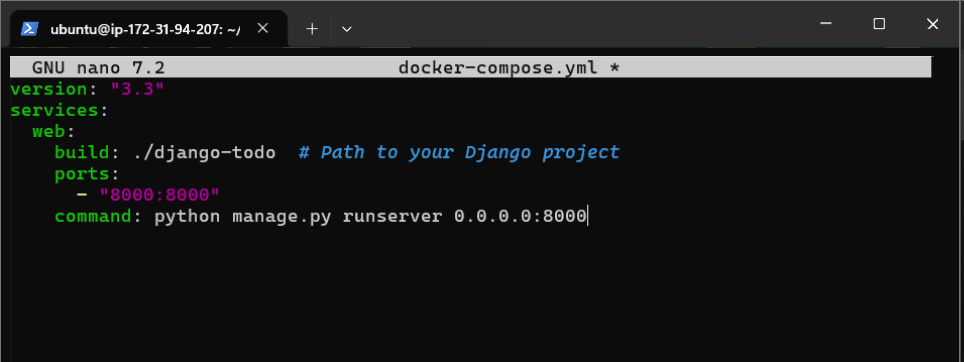 ubuntu@ip-172-31-94-207: ~/
GNU nano 7.2 docker-compose.yml *
version: "3.3"
services:
  web:
    build: ./django-todo  # Path to your Django project
    ports:
      - "8000:8000"
    command: python manage.py runserver 0.0.0.0:8000